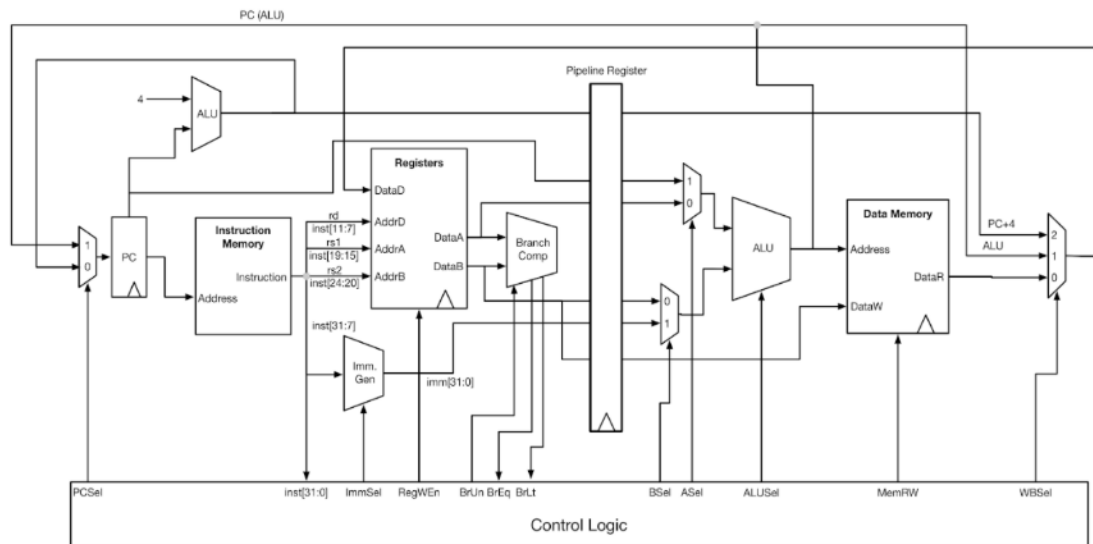 PC (ALU)
Pipeline Register
4
ALU
Registers
DataD
rd
AddrD
inst[11:7]
rs1
AddrA
inst[19:15]
rs2
AddrB
inst[24:20]
DataA
DataB
Branch
Comp
1
0
PC
Instruction
Memory
Instruction
Address
inst[31:7]
Imm.
Gen
imm[31:0]
1
0
0
1
ALU
Data Memory
Address
DataR
DataW
PC+4
ALU
2
1
0
PCSel
inst[31:0]
ImmSel
RegWEn
BrUn
BrEq
BrLt
BSel
ASel
ALUSel
MemRW
WBSel
Control Logic